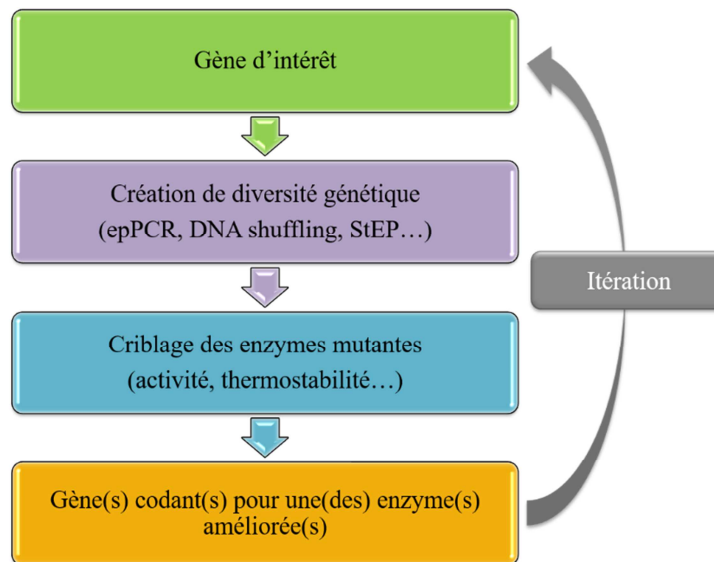 Gène d’intérêt
Création de diversité génétique
(epPCR, DNA shuffling, StEP…)
Itération
Criblage des enzymes mutantes
(activité, thermostabilité…)
Gène(s) codant(s) pour une(des) enzyme(s)
améliorée(s)